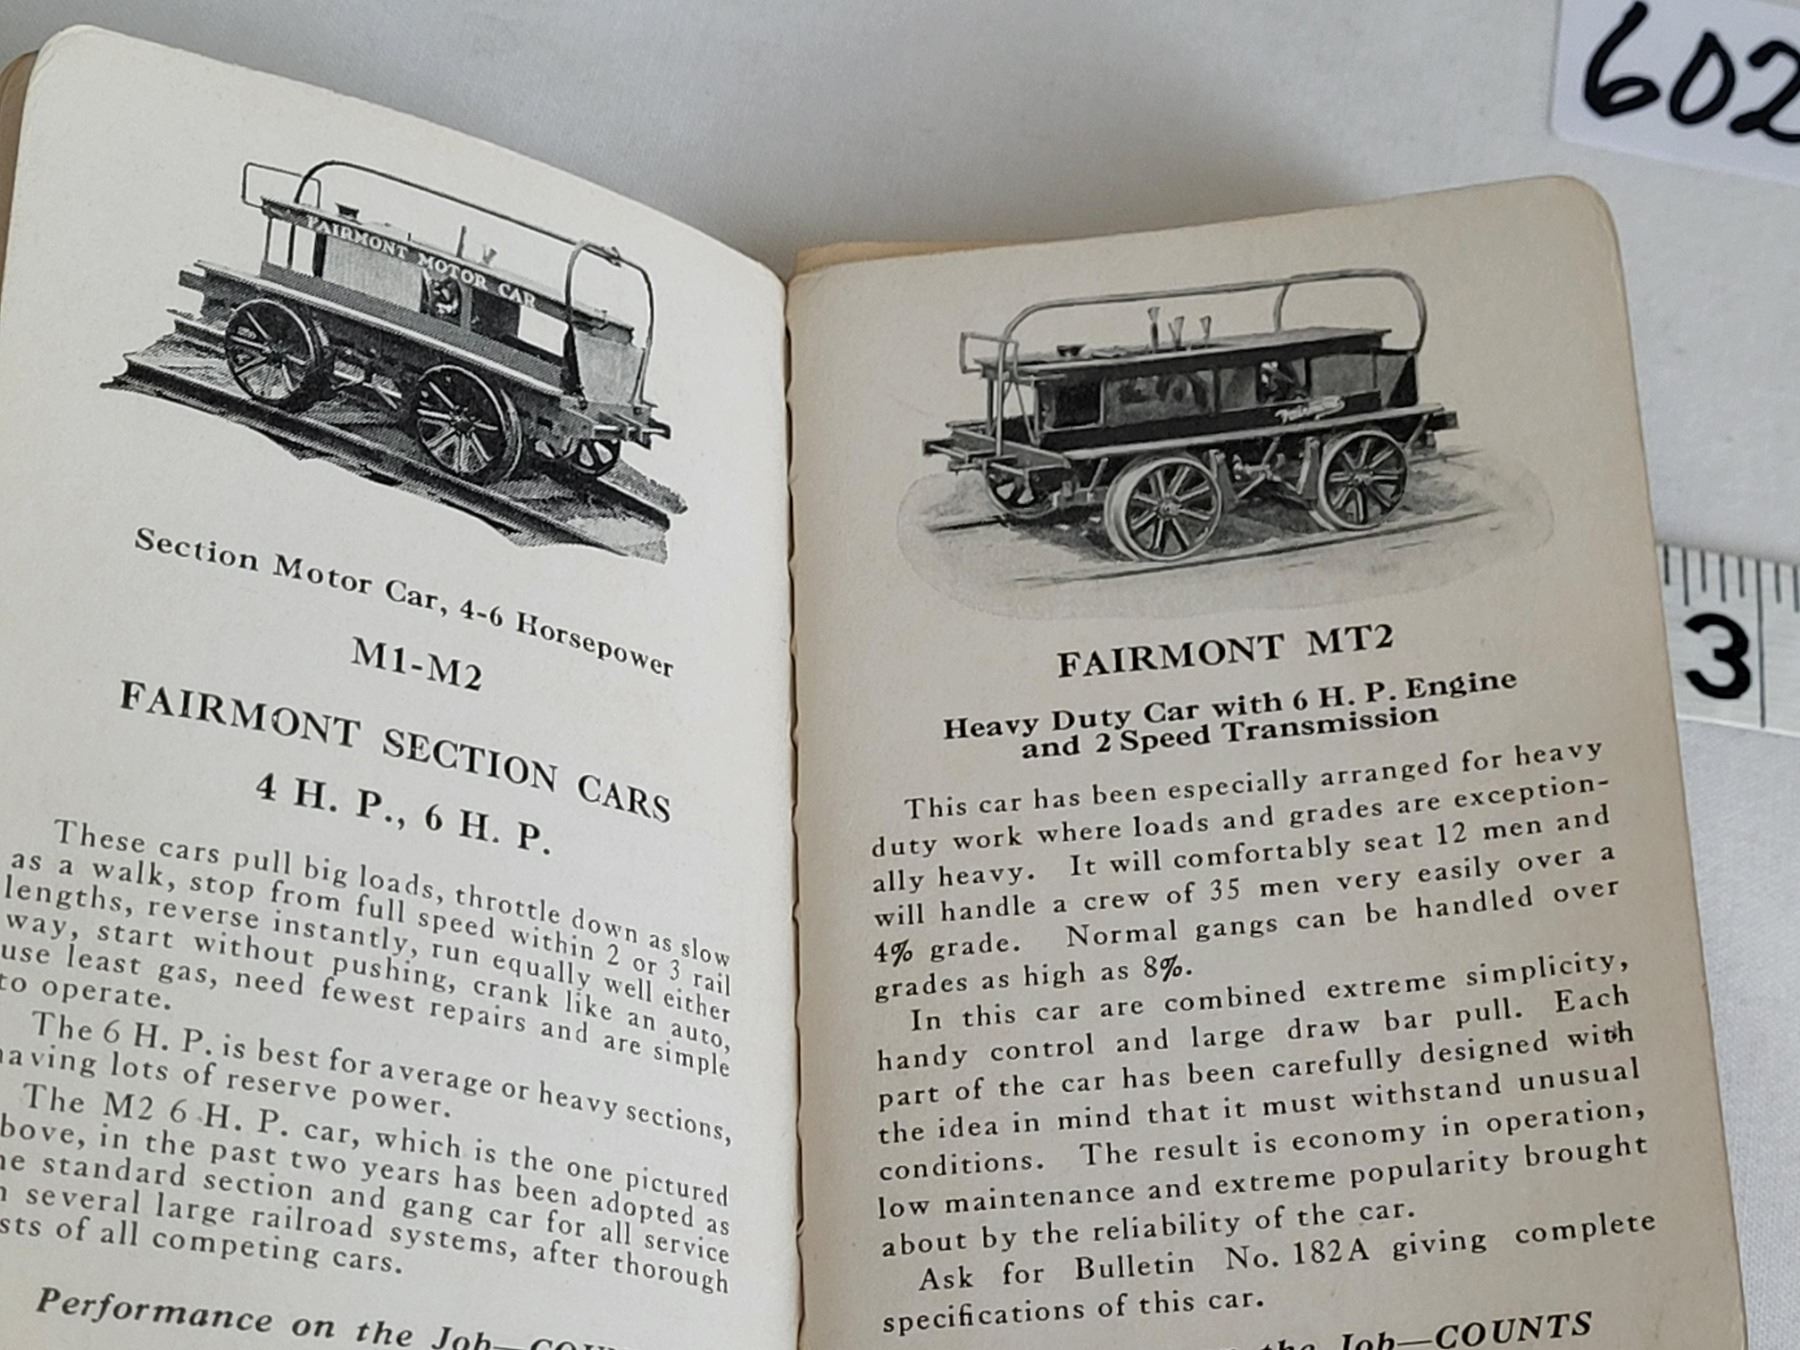 602
FAIRMONT MOTOR CAR
Section Motor Car, 4-6 Horsepower
M1-M2
FAIRMONT SECTION CARS
4 H. P., 6 H. P.
These cars pull big loads, throttle down as slow
as a walk, stop from full speed within 2 or 3 rail
lengths, reverse instantly, run equally well either
way, start without pushing, crank like an auto,
use least gas, need fewest repairs and are simple
to operate.
The 6 H. P. is best for average or heavy sections,
having lots of reserve power.
The M2 6 H. P. car, which is the one pictured
bove, in the past two years has been adopted as
he standard section and gang car for all service
n several large railroad systems, after thorough
sts of all competing cars.
Performance on the Job—COU
FAIRMONT MT2
Heavy Duty Car with 6 H. P. Engine
and 2 Speed Transmission
This car has been especially arranged for heavy
duty work where loads and grades are exception-
ally heavy. It will comfortably seat 12 men and
will handle a crew of 35 men very easily over a
4% grade. Normal gangs can be handled over
grades as high as 8%.
In this car are combined extreme simplicity,
handy control and large draw bar pull. Each
part of the car has been carefully designed with
the idea in mind that it must withstand unusual
conditions. The result is economy in operation,
low maintenance and extreme popularity brought
about by the reliability of the car.
Ask for Bulletin No. 182A giving complete
specifications of this car.
the Job—COUNTS
3